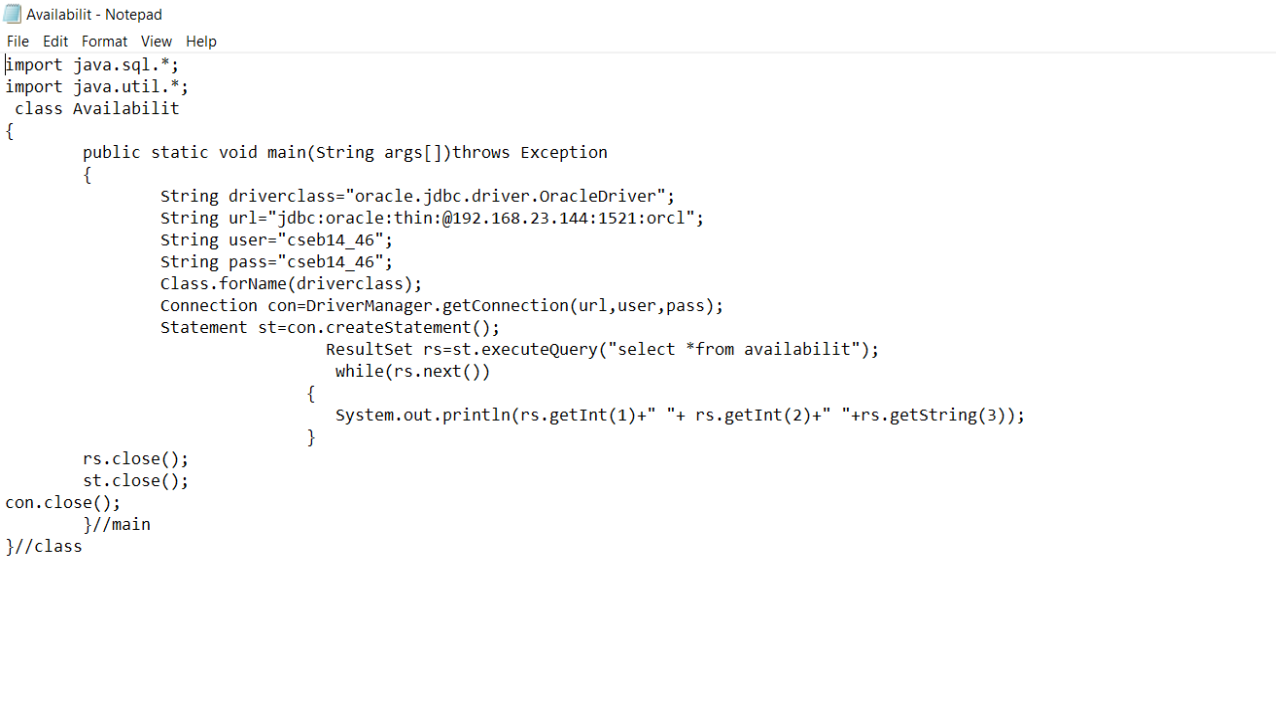 Availabilit - Notepad
File Edit Format View Help
import java.sql.*;
import java.util.*;
 class Availabilit
{
        public static void main(String args[])throws Exception
        {
                String driverclass="oracle.jdbc.driver.OracleDriver";
                String url="jdbc:oracle:thin:@192.168.23.144:1521:orcl";
                String user="cseb14_46";
                String pass="cseb14_46";
                Class.forName(driverclass);
                Connection con=DriverManager.getConnection(url,user,pass);
                Statement st=con.createStatement();
                                 ResultSet rs=st.executeQuery("select *from availabilit");
                                  while(rs.next())
                               {
                                  System.out.println(rs.getInt(1)+" "+ rs.getInt(2)+" "+rs.getString(3));
                               }
        rs.close();
        st.close();
con.close();
        }//main
}//class